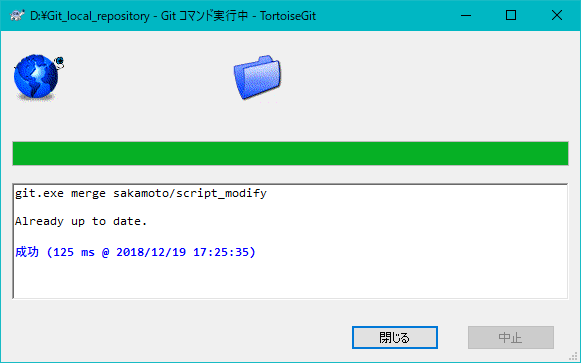 D:¥Git_local_repository - Git コマンド実行中 - TortoiseGit
git.exe merge sakamoto/script_modify
Already up to date.
成功 (125 ms @ 2018/12/19 17:25:35)
閉じる
中止